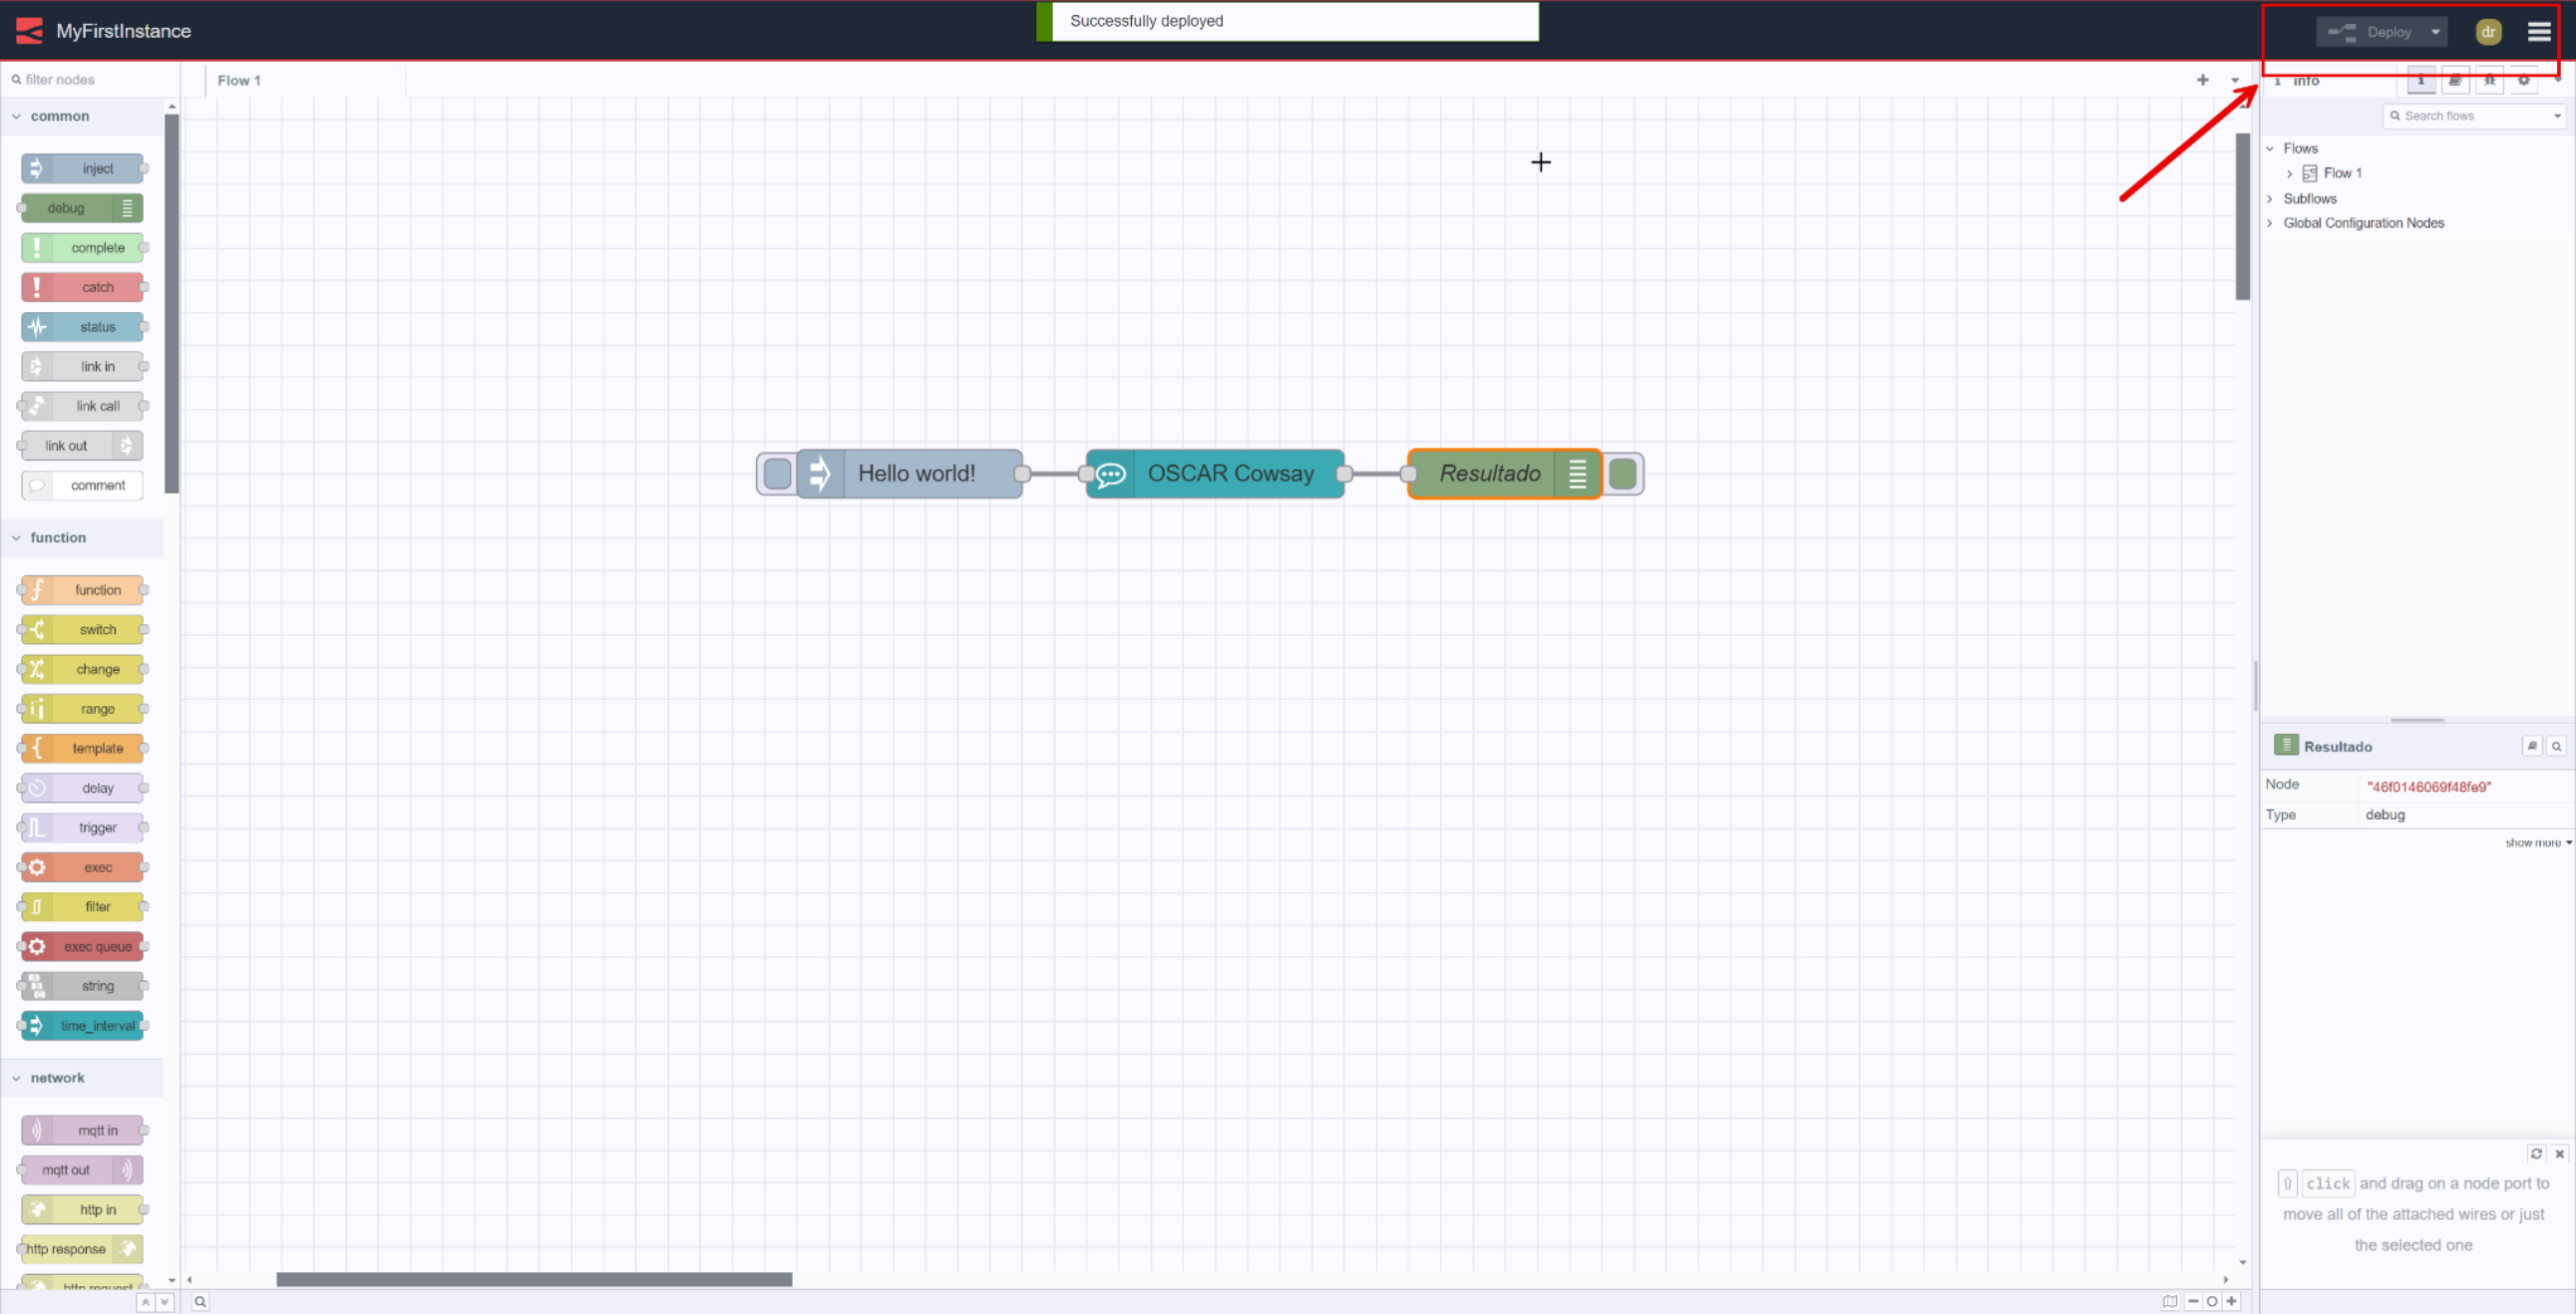 MyFirstInstance
Successfully deployed
Deploy
dr
filter nodes
Flow 1
info
common
inject
debug
complete
catch
status
link in
link call
link out
comment
function
function
switch
change
range
template
delay
trigger
exec
filter
exec queue
string
time_interval
network
mqtt in
mqtt out
http in
http response
http request
Hello world!
OSCAR Cowsay
Resultado
Search flows
Flows
Flow 1
Subflows
Global Configuration Nodes
Resultado
Node "46f0146069f48fe9"
Type debug
show more
⇧ click and drag on a node port to
move all of the attached wires or just
the selected one